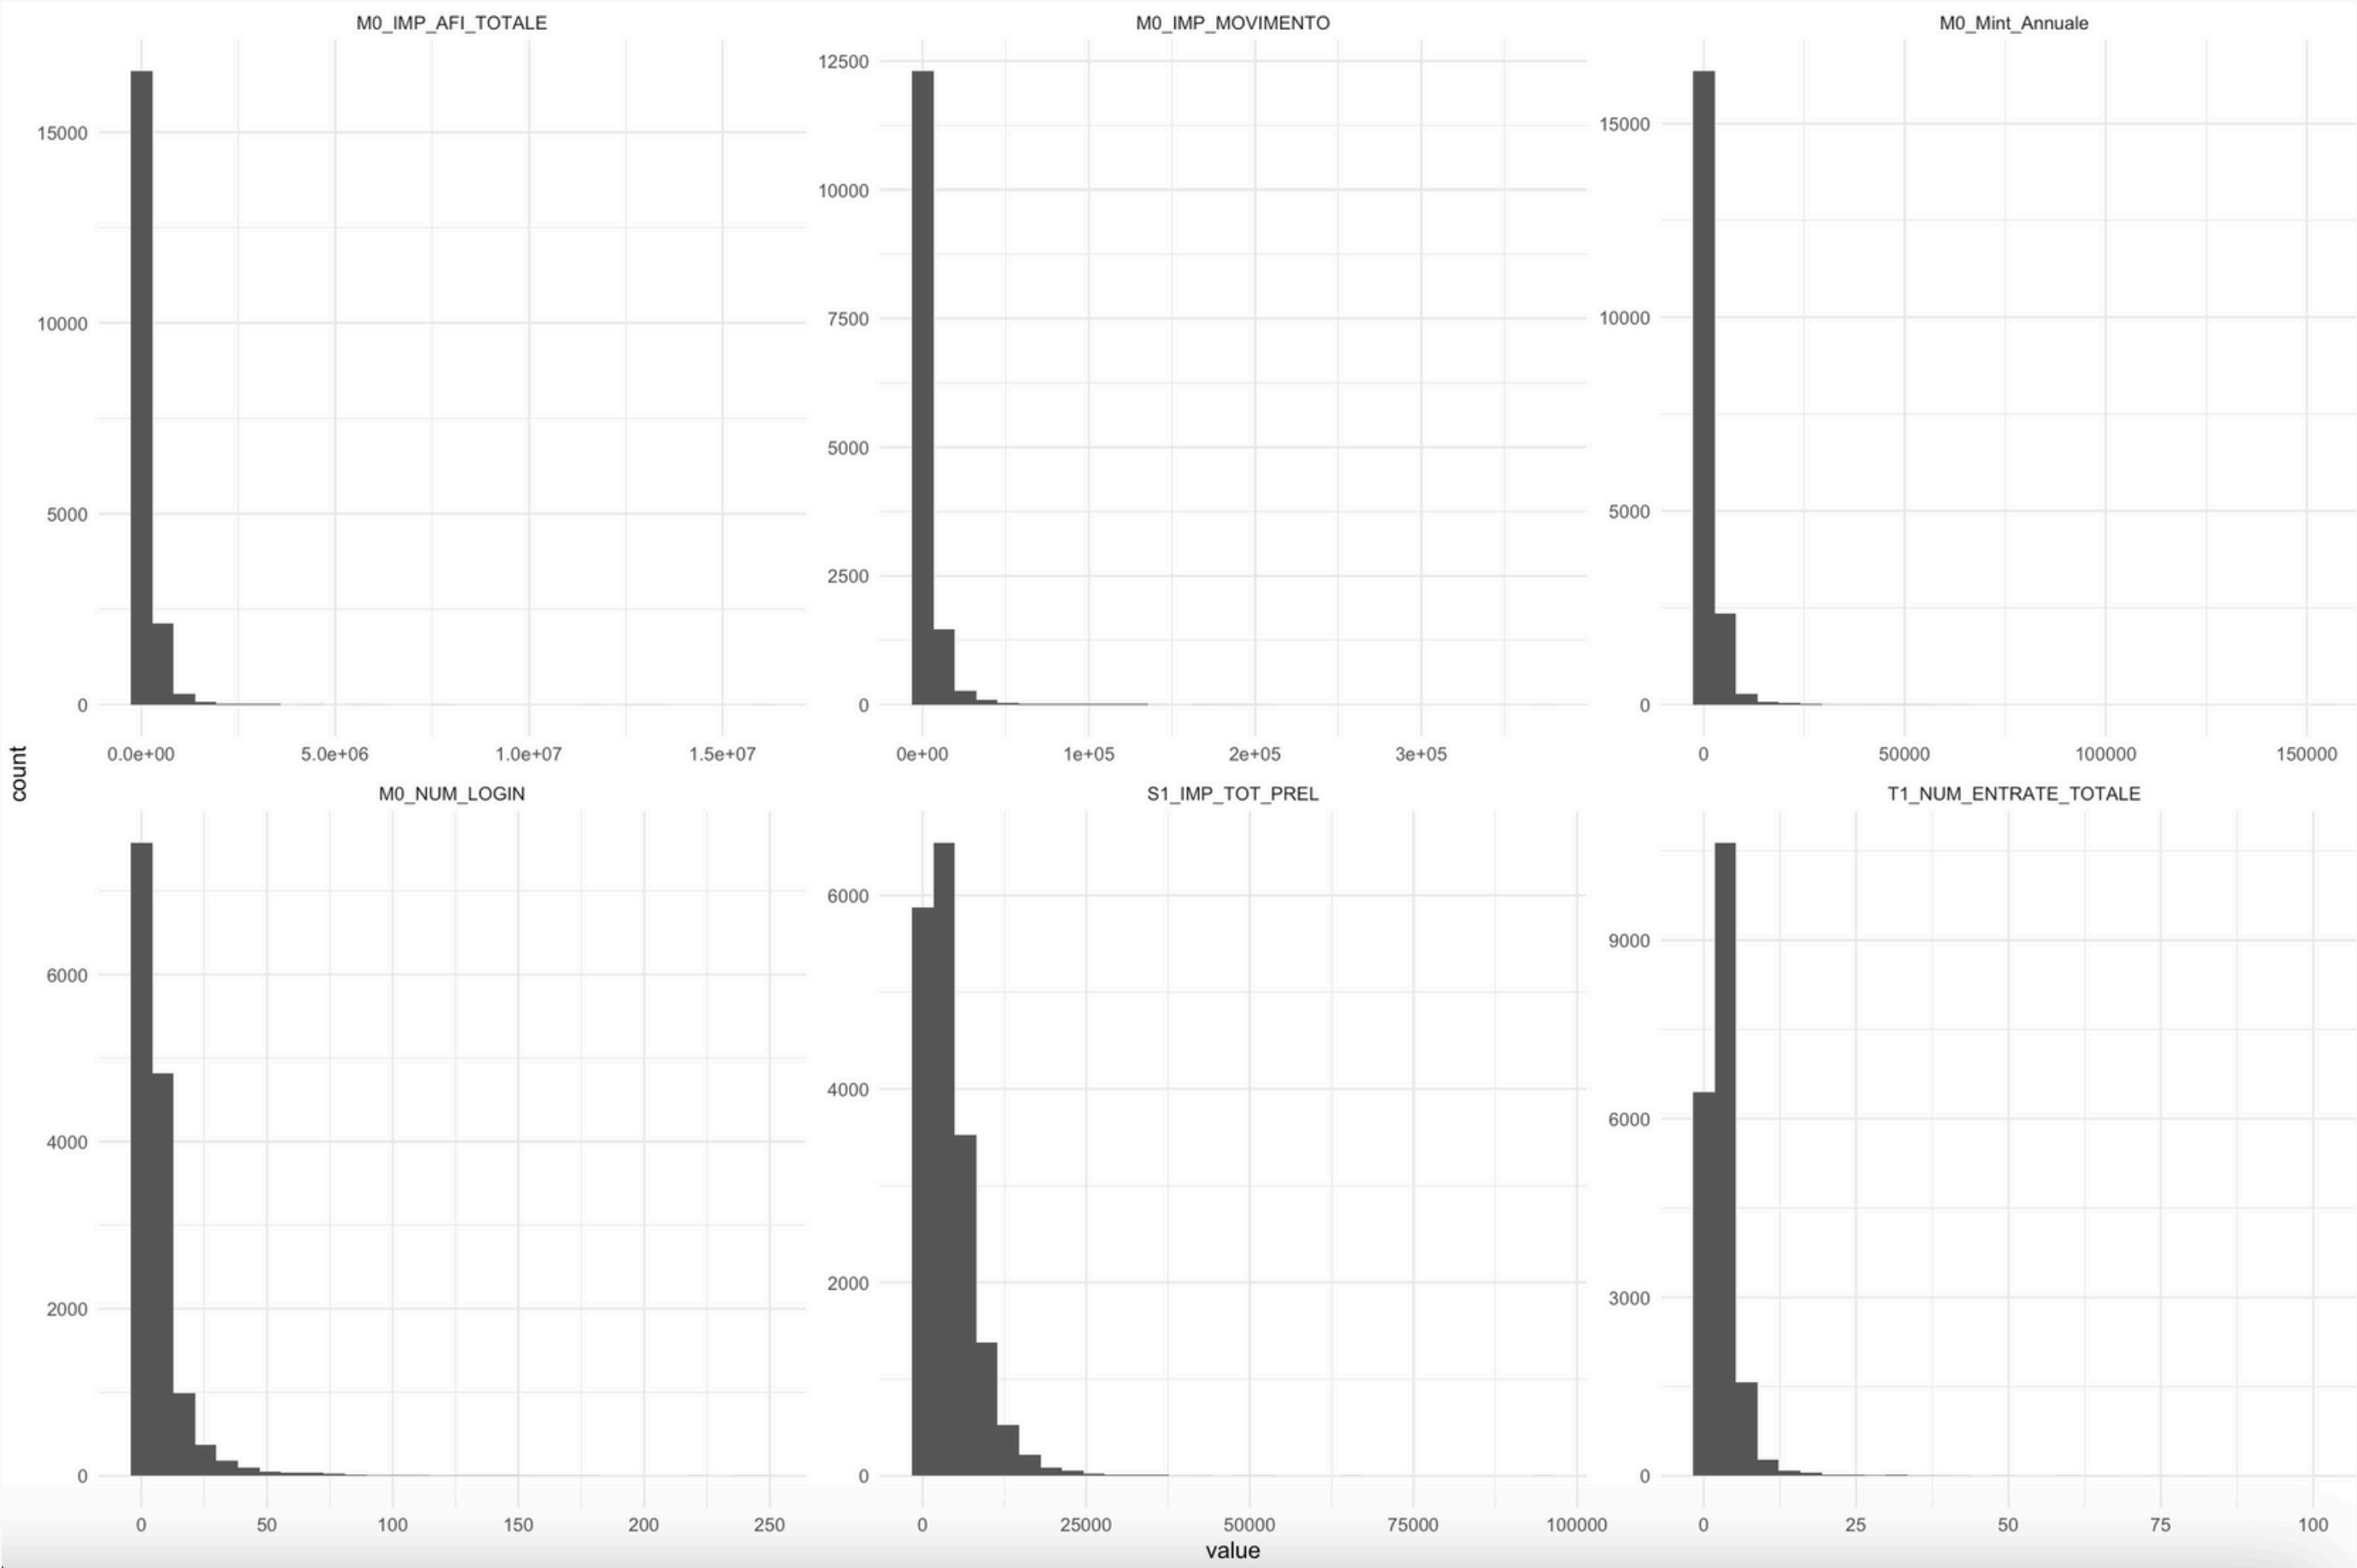 M0_IMP_AFI_TOTALE
M0_IMP_MOVIMENTO
M0_Mint_Annuale
15000
10000
5000
0
0.0e+00 5.0e+06 1.0e+07 1.5e+07
12500
10000
7500
5000
2500
0
0e+00 1e+05 2e+05 3e+05
15000
10000
5000
0
0 50000 100000 150000
count
M0_NUM_LOGIN
S1_IMP_TOT_PREL
T1_NUM_ENTRATE_TOTALE
6000
4000
2000
0
0 50 100 150 200 250
6000
4000
2000
0
0 25000 50000 75000 100000
9000
6000
3000
0
0 25 50 75 100
value